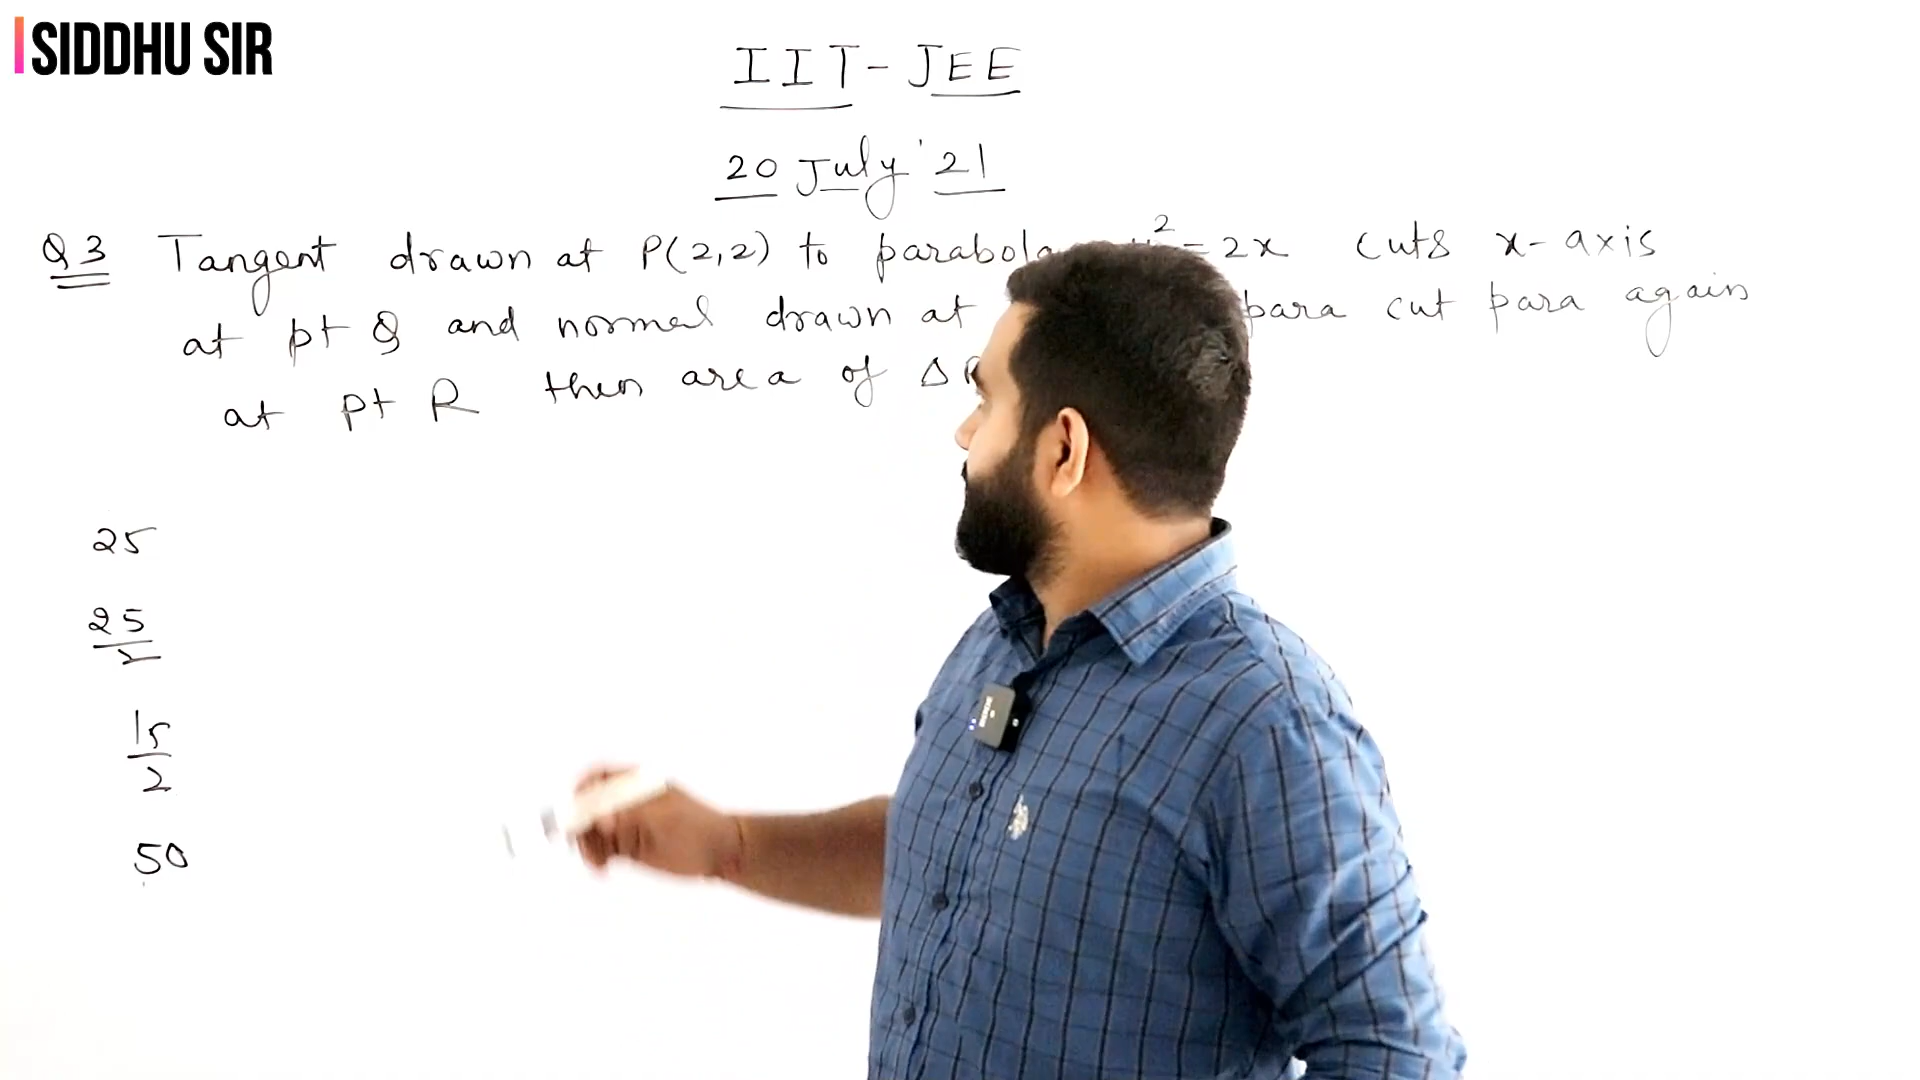 SIDDHU SIR
IIT-JEE
20 July '21
Q3 Tangent drawn at P(2,2) to parabola = 2x cuts x-axis
at pt Q and normal drawn at para cut para again
at pt R then area of Δ
25
25/2
15/2
50